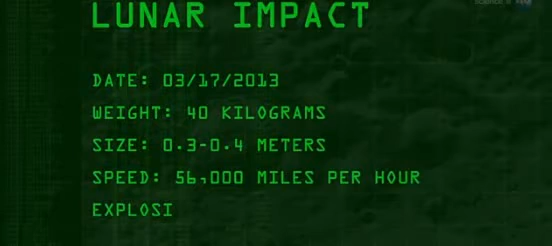 LUNAR IMPACT
DATE: 03/17/2013
WEIGHT: 40 KILOGRAMS
SIZE: 0.3-0.4 METERS
SPEED: 56,000 MILES PER HOUR
EXPLOSI